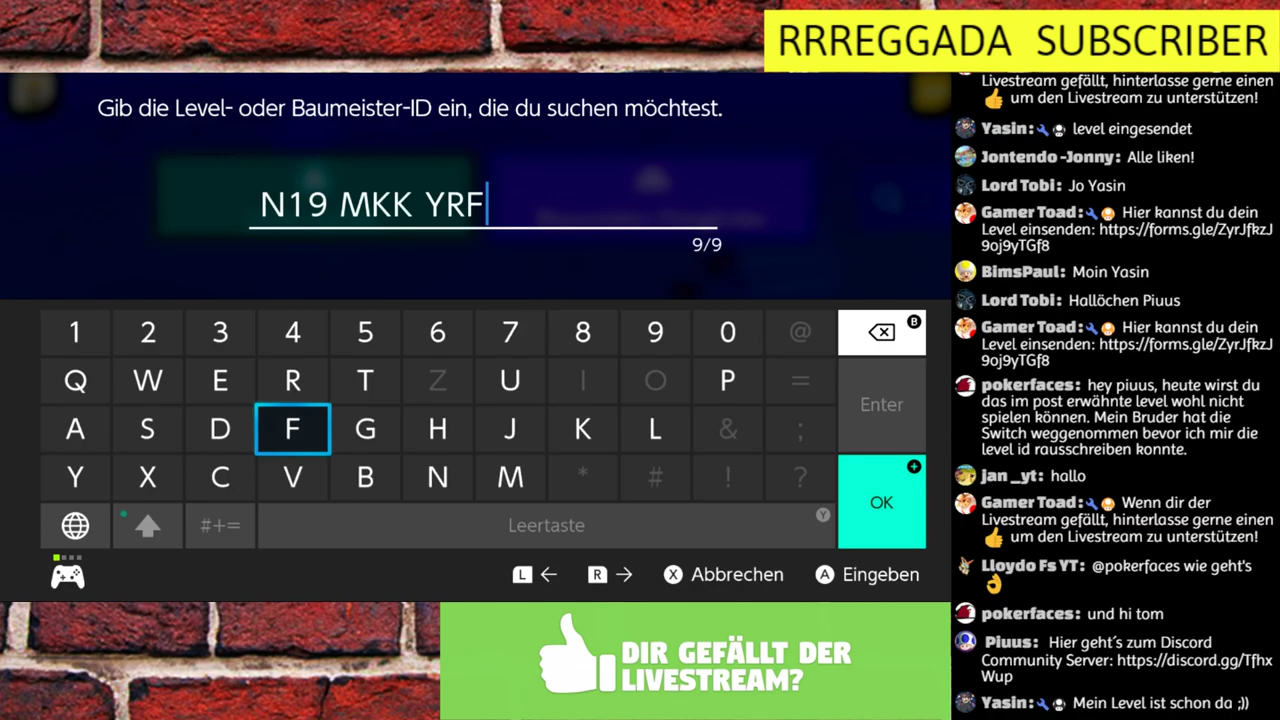 RRREGGADA SUBSCRIBER
Gib die Level- oder Baumeister-ID ein, die du suchen möchtest.
N19 MKK YRF
9/9
1 2 3 4 5 6 7 8 9 0 @
B
Q W E R T Z U I O P =
Enter
A S D F G H J K L & ;
Y X C V B N M * # ! ?
+
OK
#+=
Leertaste
Y
L ← R → X Abbrechen A Eingeben
DIR GEFÄLLT DER
LIVESTREAM?
Livestream gefällt, hinterlasse gerne einen
👍 um den Livestream zu unterstützen!
Yasin: level eingesendet
Jontendo-Jonny: Alle liken!
Lord Tobi: Jo Yasin
Gamer Toad: Hier kannst du dein
Level einsenden: https://forms.gle/ZyrJfkzJ
9oj9yTGf8
BimsPaul: Moin Yasin
Lord Tobi: Hallöchen Piuus
Gamer Toad: Hier kannst du dein
Level einsenden: https://forms.gle/ZyrJfkzJ
9oj9yTGf8
pokerfaces: hey piuus, heute wirst du
das im post erwähnte level wohl nicht
spielen können. Mein Bruder hat die
Switch weggenommen bevor ich mir die
level id rausschreiben konnte.
jan_yt: hallo
Gamer Toad: Wenn dir der
Livestream gefällt, hinterlasse gerne einen
👍 um den Livestream zu unterstützen!
Lloydo Fs YT: @pokerfaces wie geht's
👌
pokerfaces: und hi tom
Piuus: Hier geht´s zum Discord
Community Server: https://discord.gg/Tfhx
Wup
Yasin: Mein Level ist schon da ;))